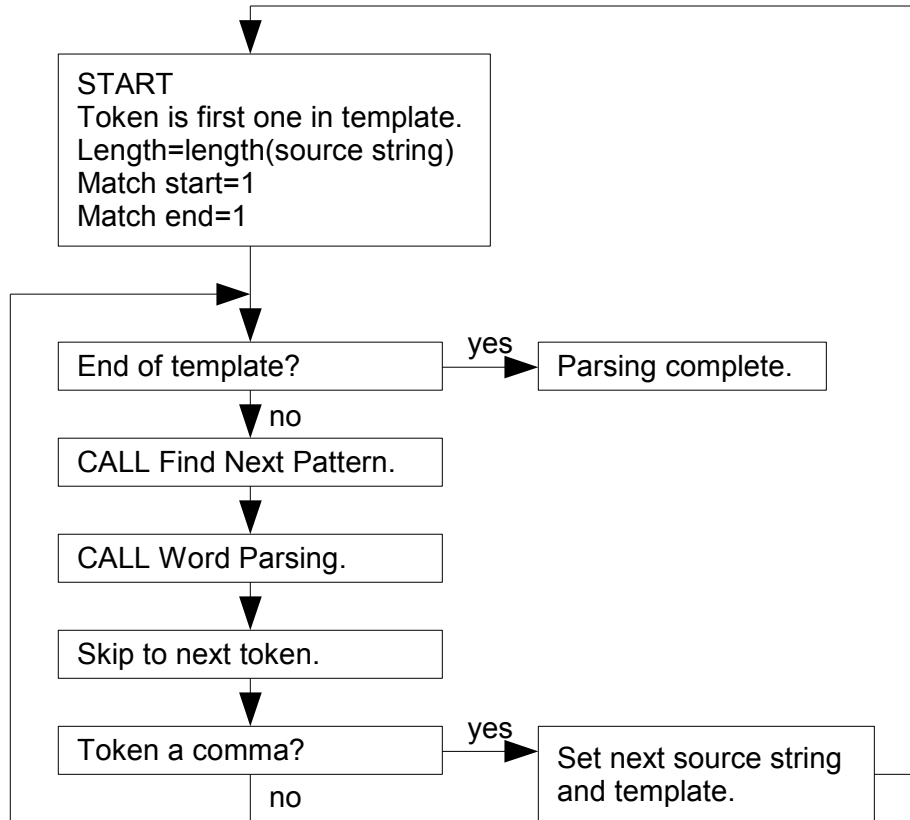 START
Token is first one in template.
Length=length(source string)
Match start=1
Match end=1
End of template?
yes
Parsing complete.
no
CALL Find Next Pattern.
CALL Word Parsing.
Skip to next token.
Token a comma?
yes
Set next source string
and template.
no